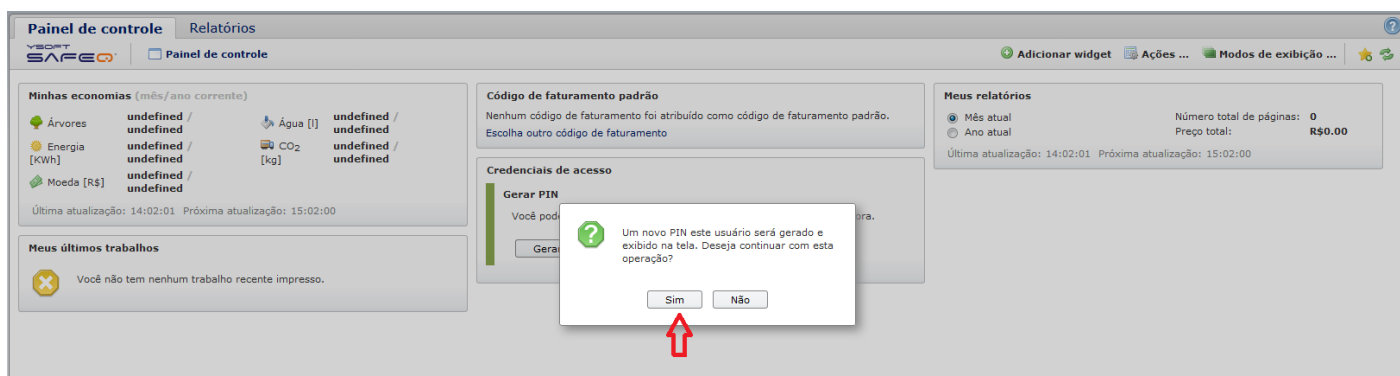 Painel de controle
Relatórios
YSOFT
SAFEQ
Painel de controle
Adicionar widget
Ações ...
Modos de exibição ...
Minhas economias (mês/ano corrente)
Árvores
undefined /
undefined
Água [l]
undefined /
undefined
Energia
[KWh]
undefined /
undefined
CO2
[kg]
undefined /
undefined
Moeda [R$]
undefined /
undefined
Última atualização: 14:02:01 Próxima atualização: 15:02:00
Meus últimos trabalhos
Você não tem nenhum trabalho recente impresso.
Código de faturamento padrão
Nenhum código de faturamento foi atribuído como código de faturamento padrão.
Escolha outro código de faturamento
Credenciais de acesso
Gerar PIN
Você pod
ora.
Gera
Um novo PIN este usuário será gerado e
exibido na tela. Deseja continuar com esta
operação?
Sim
Não
Meus relatórios
Mês atual
Número total de páginas: 0
Ano atual
Preço total: R$0.00
Última atualização: 14:02:01 Próxima atualização: 15:02:00